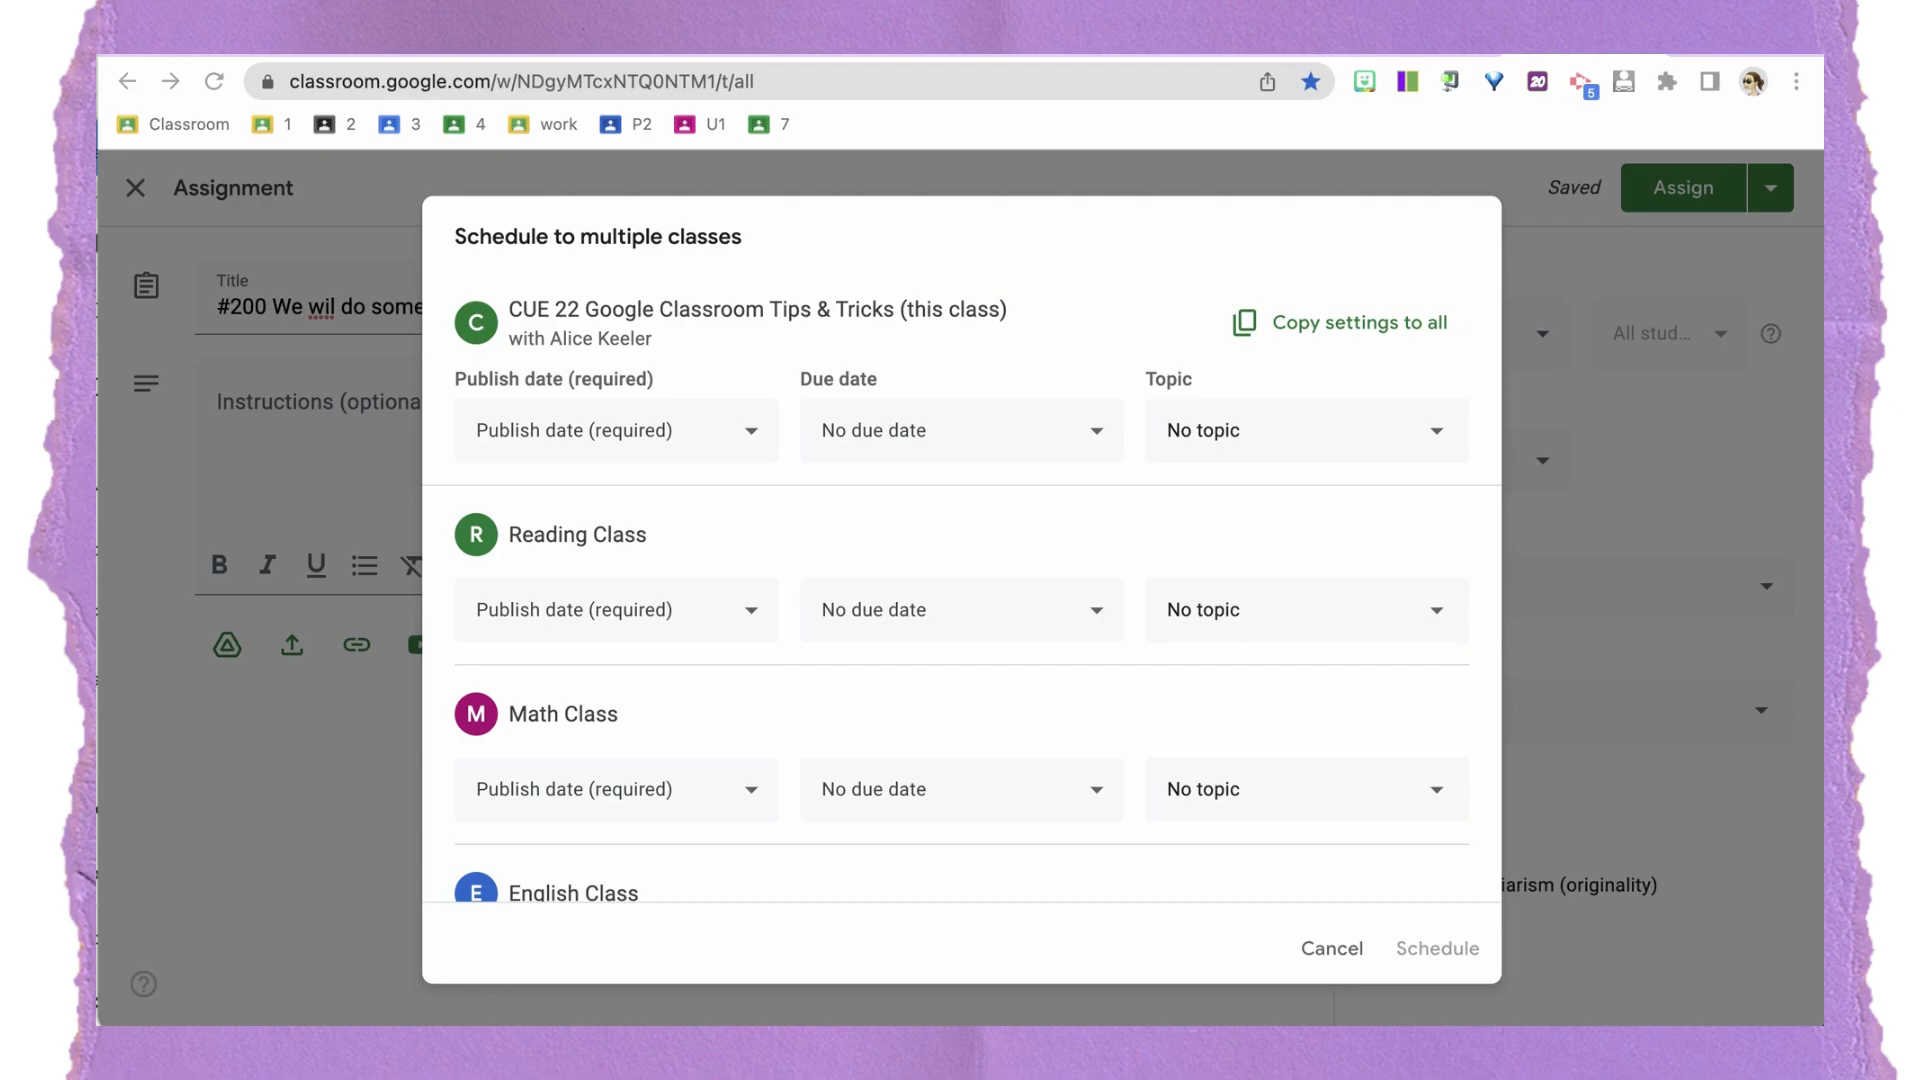 classroom.google.com/w/NDgyMTcxNTQ0NTM1/t/all
20
5
Classroom 1 2 3 4 work P2 U1 7
Assignment
Saved
Assign
Schedule to multiple classes
Title
#200 We wil do some
C
CUE 22 Google Classroom Tips & Tricks (this class)
with Alice Keeler
Copy settings to all
All stud...
Publish date (required) Due date Topic
Instructions (optiona
Publish date (required) No due date No topic
R Reading Class
B I U
Publish date (required) No due date No topic
M Math Class
Publish date (required) No due date No topic
E English Class
iarism (originality)
Cancel Schedule